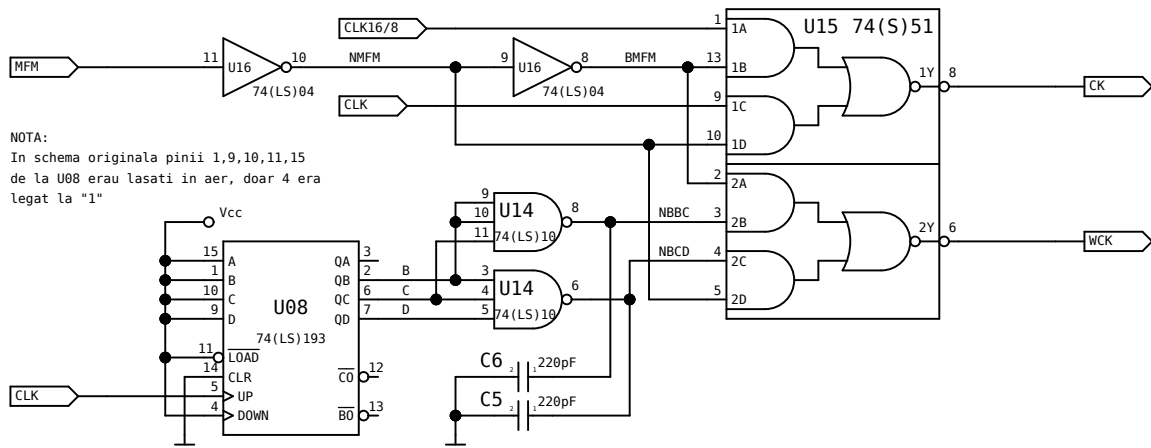 CLK16/8
1
1A
U15 74(S)51
MFM
11
U16
10
74(LS)04
NMFM
9
U16
8
74(LS)04
BMFM
13
1B
1Y
8
CK
CLK
9
1C
10
1D
NOTA:
In schema originala pinii 1,9,10,11,15
de la U08 erau lasati in aer, doar 4 era
legat la "1"
2
2A
Vcc
9
10
11
U14
74(LS)10
8
NBBC
3
2B
2Y
6
WCK
15
A
QA
3
1
B
QB
2
B
3
10
C
QC
6
C
4
9
D
QD
7
D
5
U14
74(LS)10
6
NBCD
4
2C
5
2D
U08
74(LS)193
11
LOAD
14
CLR
CO
12
CLK
5
UP
4
DOWN
BO
13
C6
2
1
220pF
C5
2
1
220pF